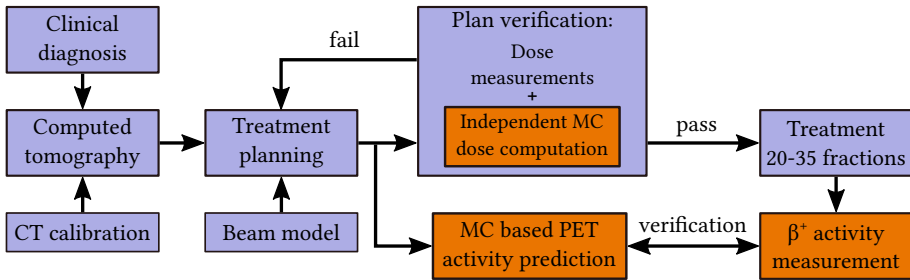 Clinical
diagnosis
Computed
tomography
CT calibration
Treatment
planning
Beam model
fail
Plan verification:
Dose
measurements
+
Independent MC
dose computation
pass
Treatment
20-35 fractions
MC based PET
activity prediction
verification
β⁺ activity
measurement